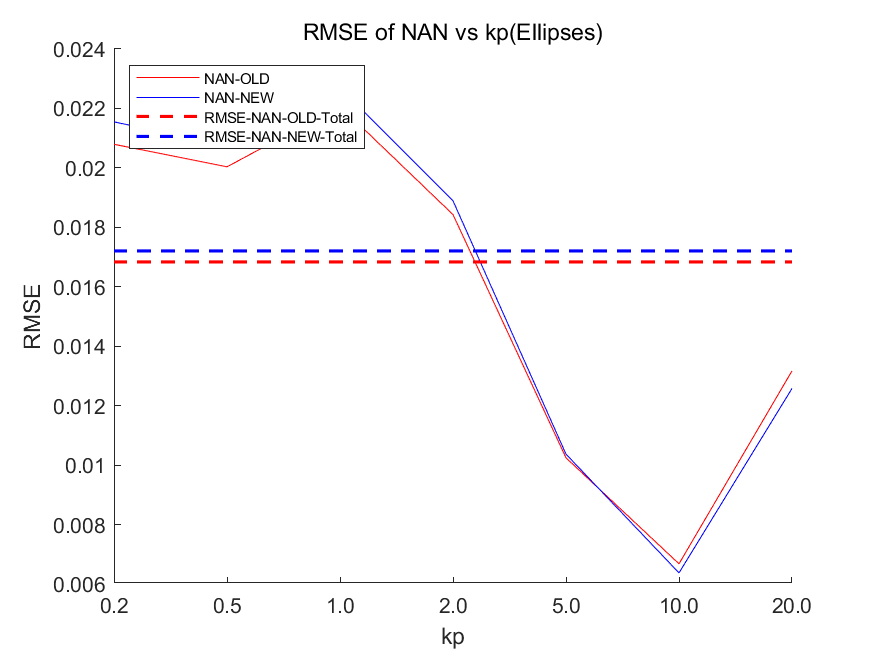 RMSE of NAN vs kp(Ellipses)
0.024
0.022
0.02
0.018
0.016
0.014
0.012
0.01
0.008
0.006
RMSE
NAN-OLD
NAN-NEW
RMSE-NAN-OLD-Total
RMSE-NAN-NEW-Total
0.2 0.5 1.0 2.0 5.0 10.0 20.0
kp